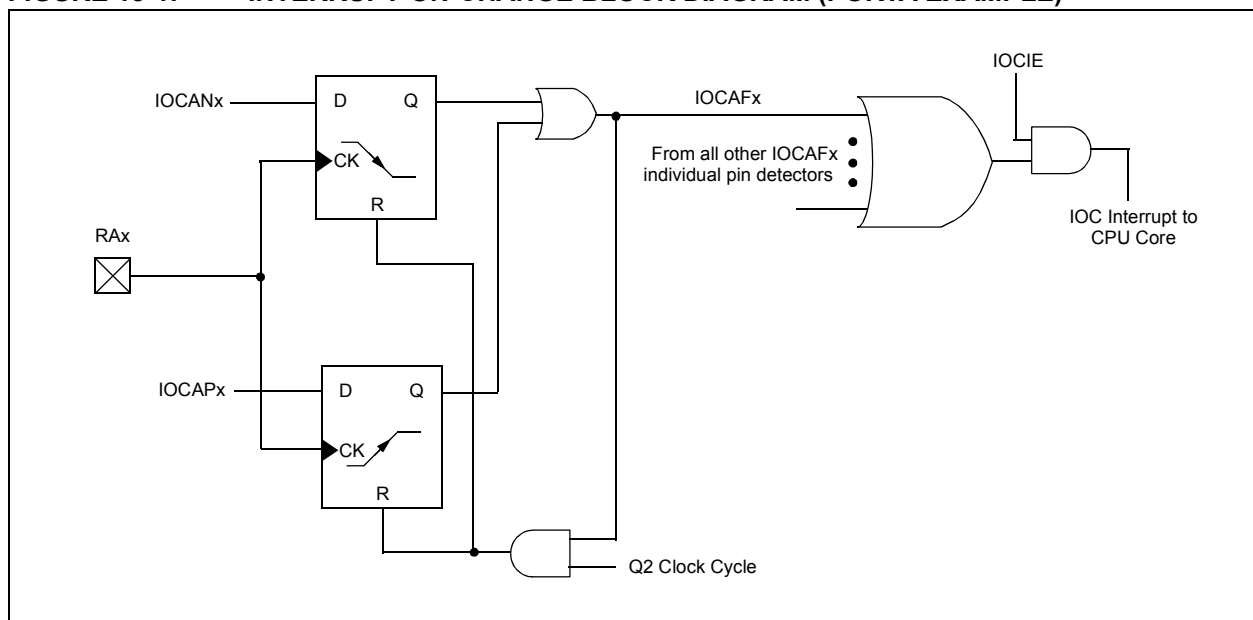 IOCIE
IOCANx
D Q
IOCAFx
CK
From all other IOCAFx
individual pin detectors
R
IOC Interrupt to
CPU Core
RAx
IOCAPx
D Q
CK
R
Q2 Clock Cycle